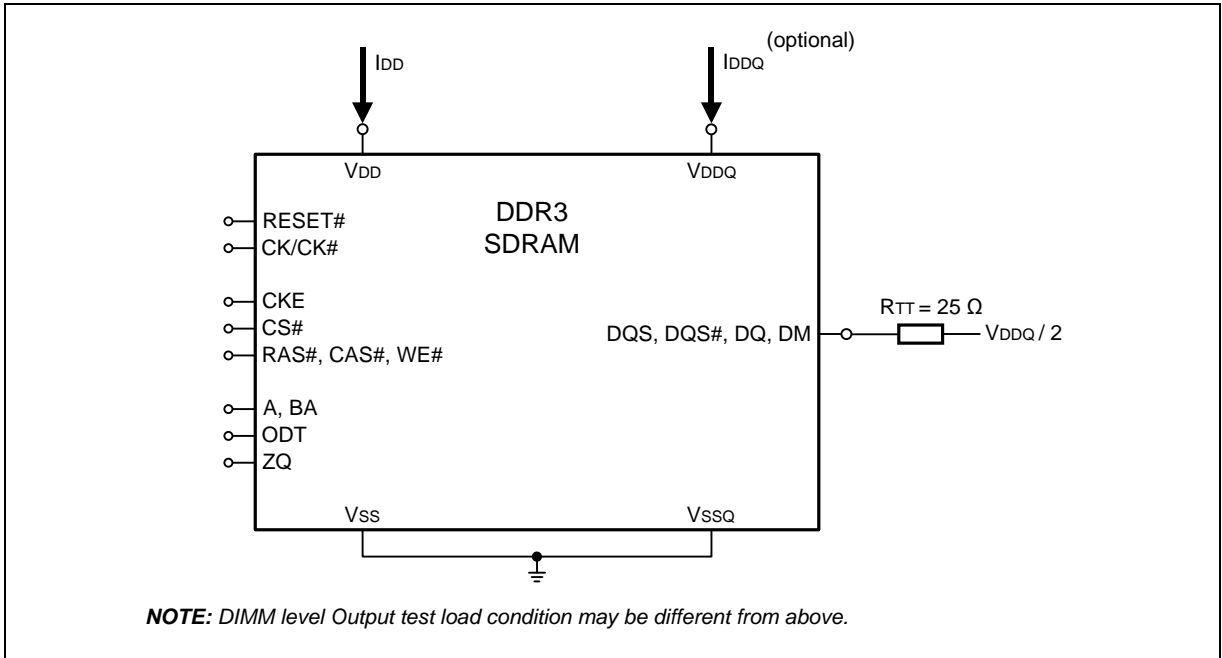 (optional)
IDD
IDDQ
VDD
VDDQ
DDR3
SDRAM
RESET#
CK/CK#
CKE
CS#
RAS#, CAS#, WE#
A, BA
ODT
ZQ
DQS, DQS#, DQ, DM
RTT = 25 Ω
VDDQ / 2
VSS
VSSQ
NOTE: DIMM level Output test load condition may be different from above.